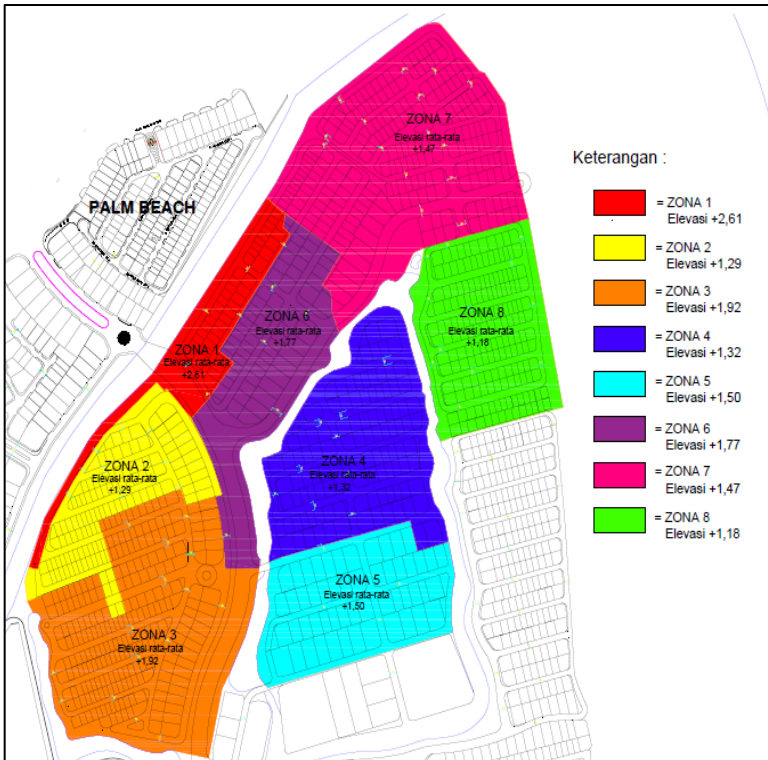 ZONA 7
Elevasi rata-rata
+1,47
PALM BEACH
ZONA 6
Elevasi rata-rata
+1,77
ZONA 8
Elevasi rata-rata
+1,18
ZONA 1
Elevasi rata-rata
+2,61
ZONA 2
Elevasi rata-rata
+1,29
ZONA 4
Elevasi rata-rata
+1,32
ZONA 5
Elevasi rata-rata
+1,50
ZONA 3
Elevasi rata-rata
+1,92
Keterangan :
= ZONA 1
Elevasi +2,61
= ZONA 2
Elevasi +1,29
= ZONA 3
Elevasi +1,92
= ZONA 4
Elevasi +1,32
= ZONA 5
Elevasi +1,50
= ZONA 6
Elevasi +1,77
= ZONA 7
Elevasi +1,47
= ZONA 8
Elevasi +1,18